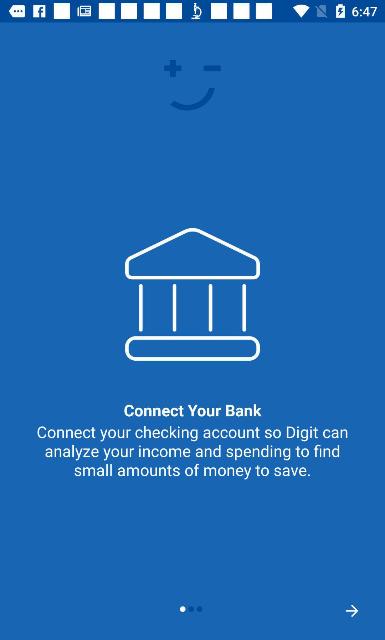 6:47
Connect Your Bank
Connect your checking account so Digit can
analyze your income and spending to find
small amounts of money to save.